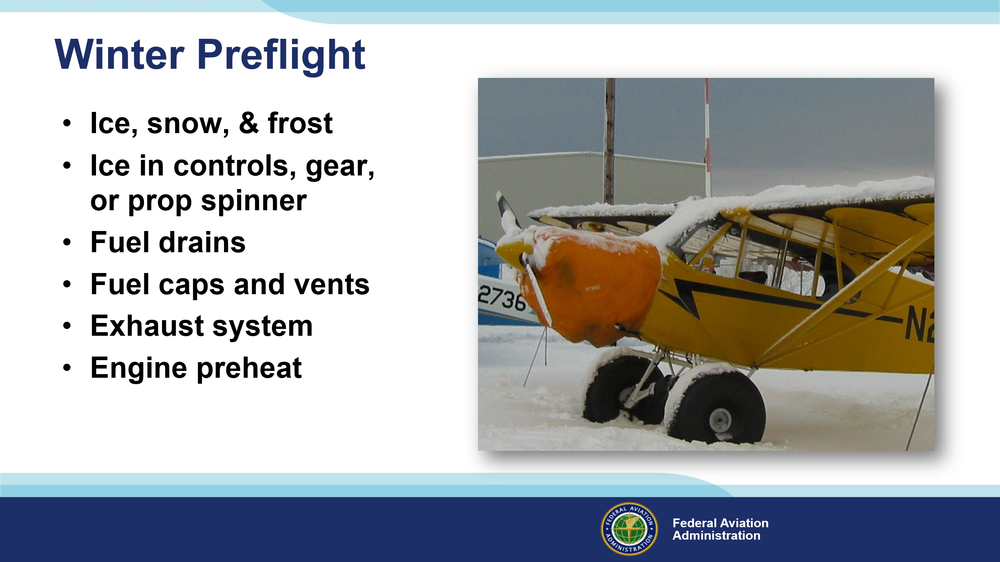 Winter Preflight
• Ice, snow, & frost
• Ice in controls, gear,
or prop spinner
• Fuel drains
• Fuel caps and vents
• Exhaust system
• Engine preheat
2736
N2
FEDERAL AVIATION
ADMINISTRATION
Federal Aviation
Administration